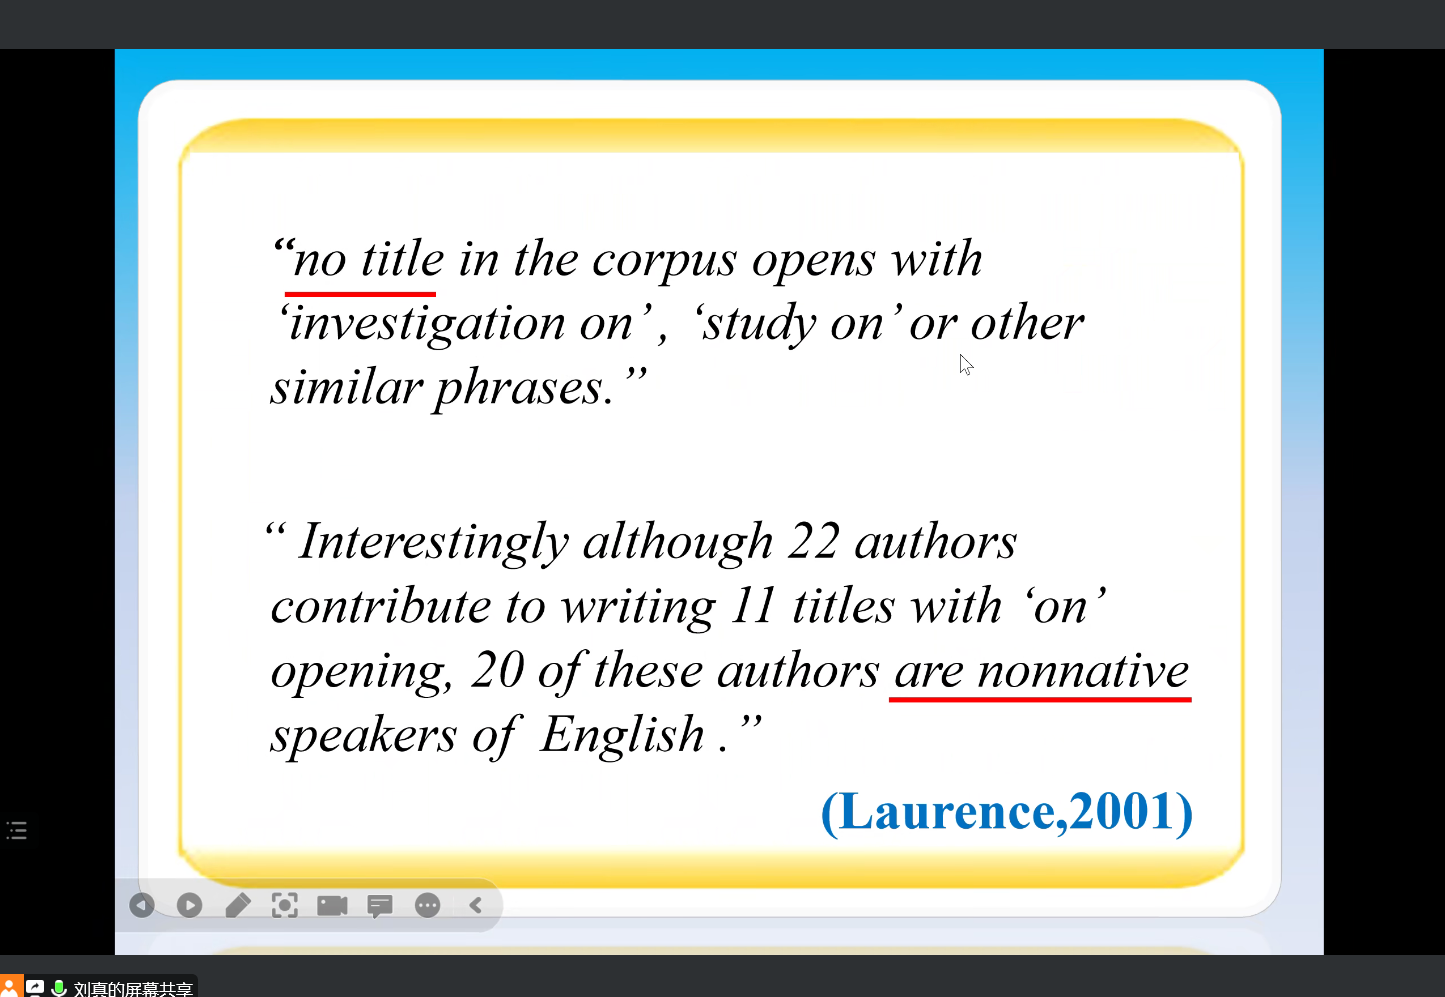 “no title in the corpus opens with
‘investigation on’, ‘study on’ or other
similar phrases.”
“ Interestingly although 22 authors
contribute to writing 11 titles with ‘on’
opening, 20 of these authors are nonnative
speakers of English .”
(Laurence,2001)
刘真的屏幕共享